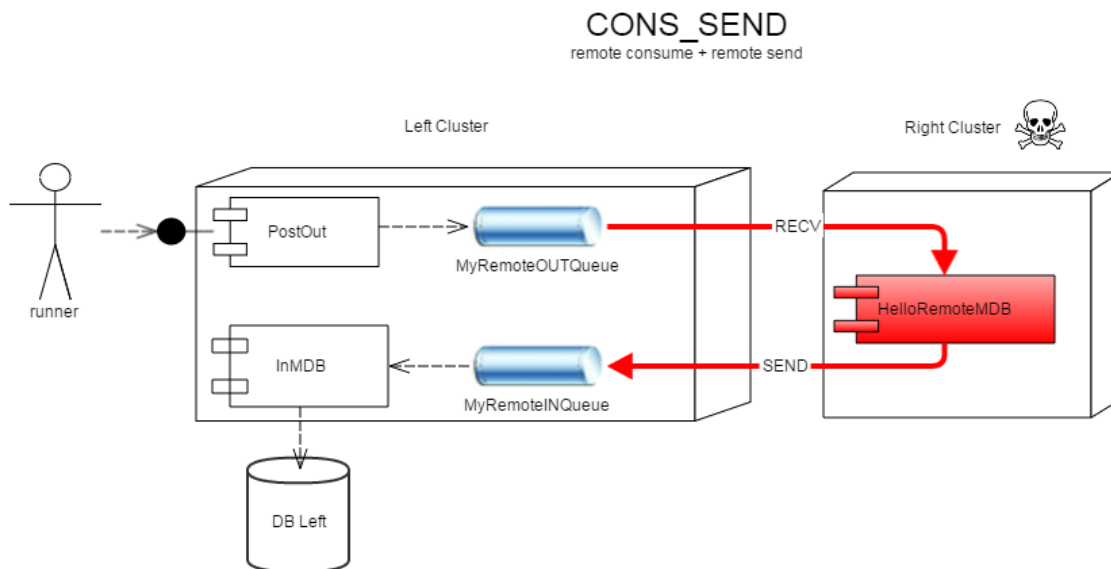 CONS_SEND
remote consume + remote send
Left Cluster
Right Cluster
PostOut
RECV
MyRemoteOUTQueue
runner
HelloRemoteMDB
InMDB
SEND
MyRemoteINQueue
DB Left